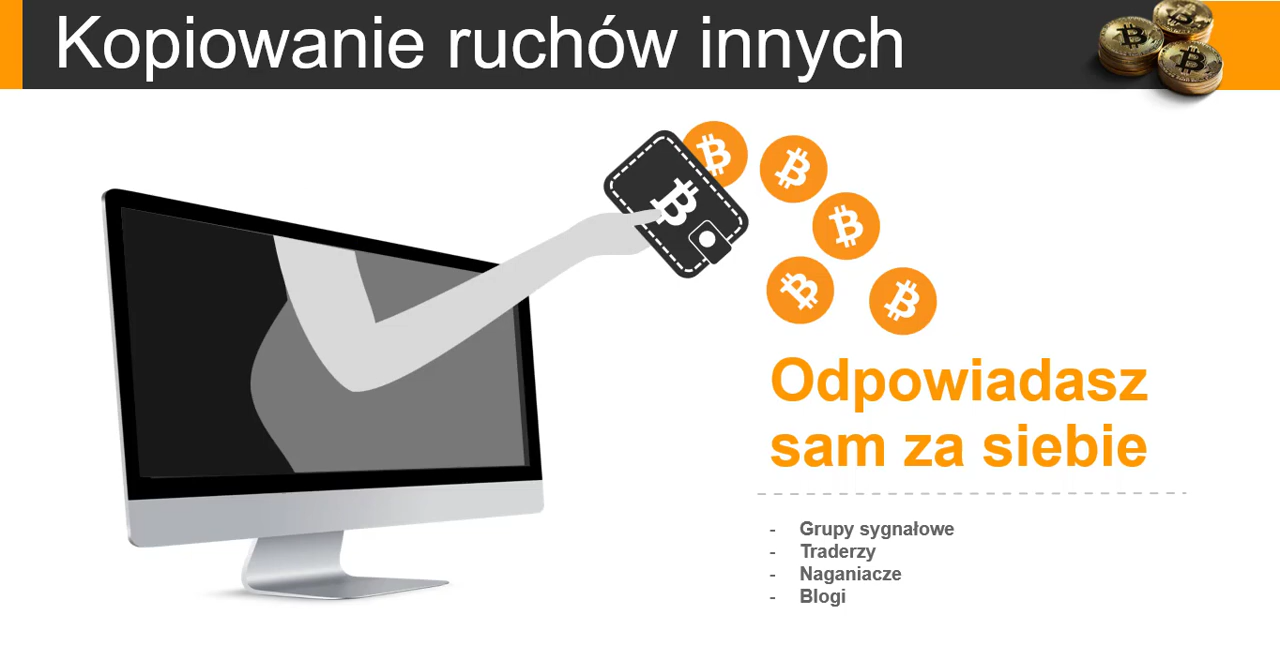 Kopiowanie ruchów innych
Odpowiadasz
sam za siebie
- Grupy sygnałowe
- Traderzy
- Naganiacze
- Blogi